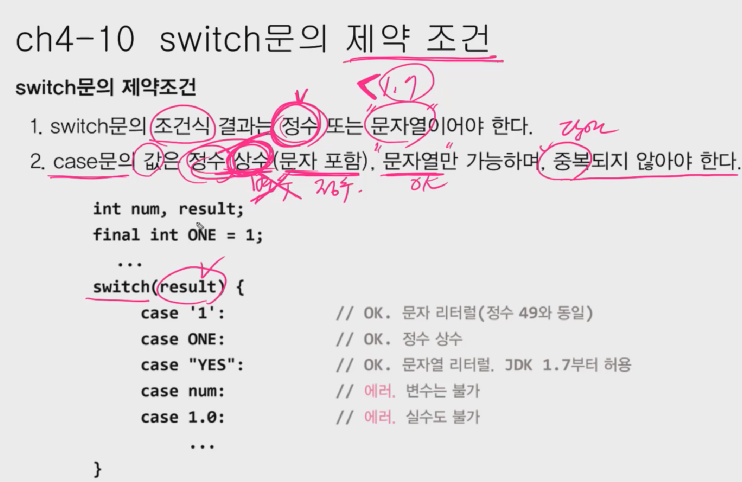 ch4-10 switch문의 제약 조건
switch문의 제약조건
< 1.7
1. switch문의 조건식 결과는 정수 또는 문자열이어야 한다.
2. case문의 값은 정수 상수(문자 포함), 문자열만 가능하며, 중복되지 않아야 한다.
변수 정수. OK
int num, result;
final int ONE = 1;
...
switch(result) {
case '1': // OK. 문자 리터럴(정수 49와 동일)
case ONE: // OK. 정수 상수
case "YES": // OK. 문자열 리터럴. JDK 1.7부터 허용
case num: // 에러. 변수는 불가
case 1.0: // 에러. 실수도 불가
...
}